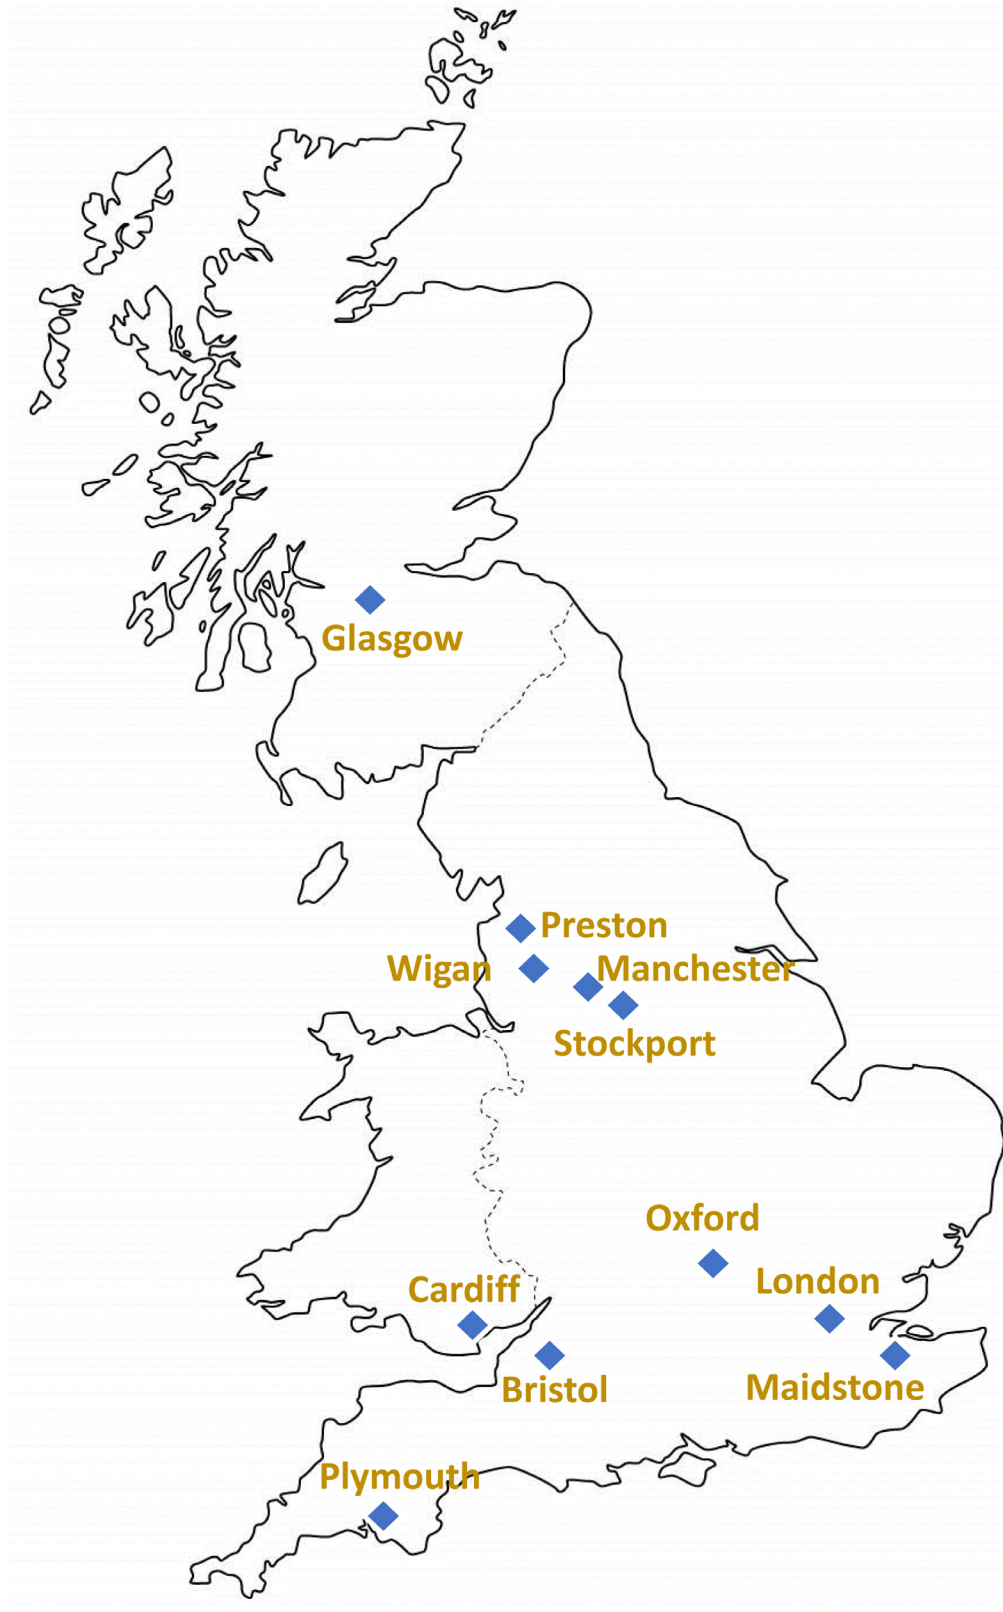 Glasgow
Preston
Wigan
Manchester
Stockport
Oxford
London
Cardiff
Maidstone
Bristol
Plymouth